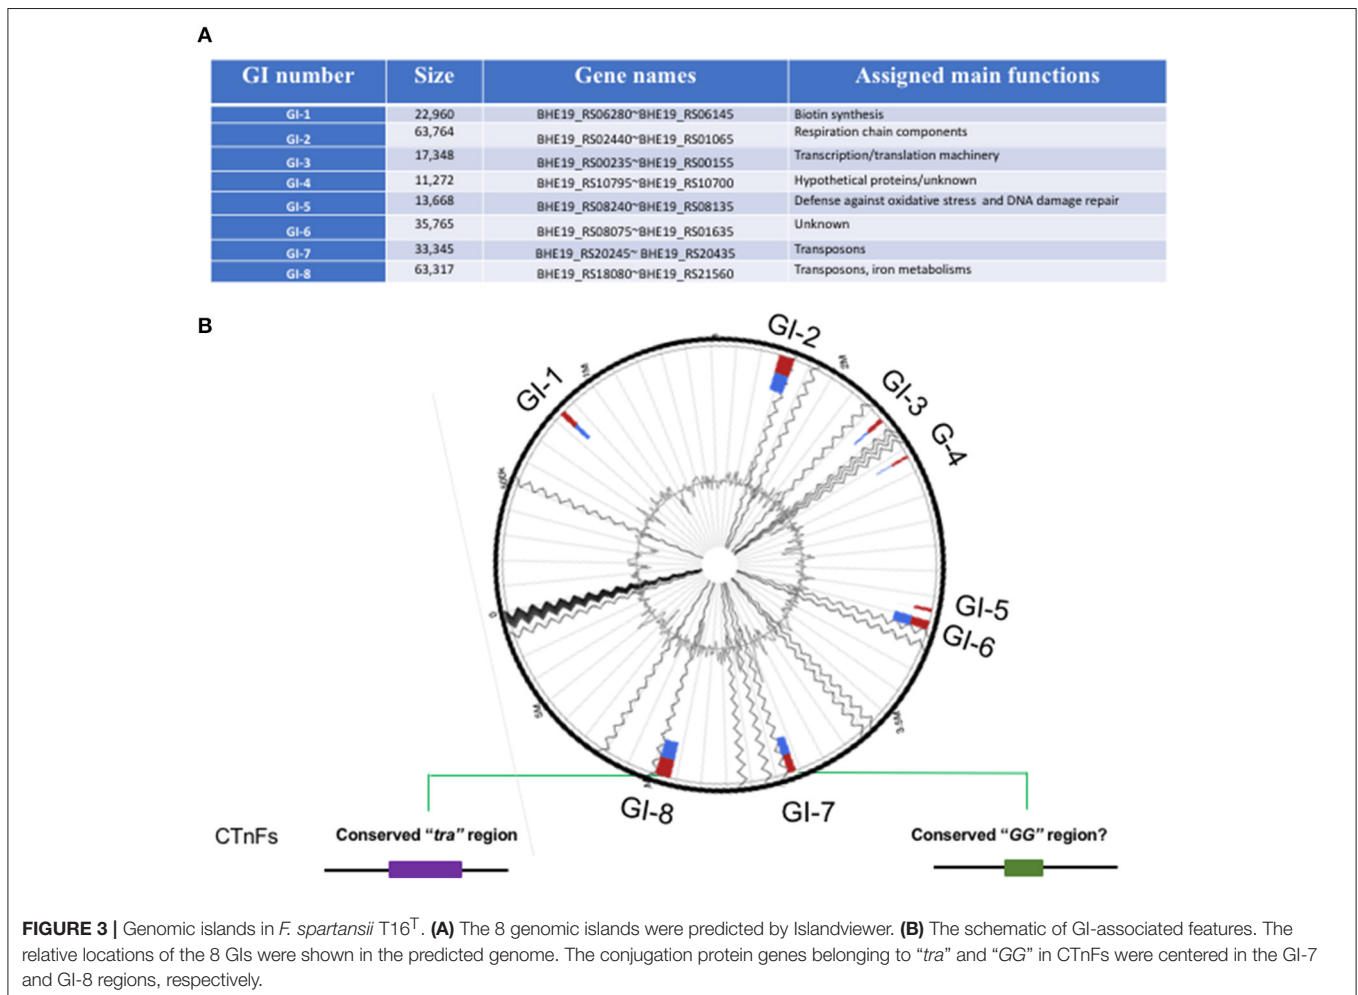 A
GI number Size Gene names Assigned main functions
GI-1 22,960 BHE19_RS06280~BHE19_RS06145 Biotin synthesis
GI-2 63,764 BHE19_RS02440~BHE19_RS01065 Respiration chain components
GI-3 17,348 BHE19_RS00235~BHE19_RS00155 Transcription/translation machinery
GI-4 11,272 BHE19_RS10795~BHE19_RS10700 Hypothetical proteins/unknown
GI-5 13,668 BHE19_RS08240~BHE19_RS08135 Defense against oxidative stress and DNA damage repair
GI-6 35,765 BHE19_RS08075~BHE19_RS01635 Unknown
GI-7 33,345 BHE19_RS20245~ BHE19_RS20435 Transposons
GI-8 63,317 BHE19_RS18080~BHE19_RS21560 Transposons, iron metabolisms
B
GI-2
2M
GI-1
1M
GI-3
G-4
500k
GI-5
0
GI-6
5M
3.5M
GI-8
GI-7
CTnFs
Conserved “tra” region
Conserved “GG” region?
FIGURE 3 | Genomic islands in F. spartansii T16T. (A) The 8 genomic islands were predicted by Islandviewer. (B) The schematic of GI-associated features. The
relative locations of the 8 GIs were shown in the predicted genome. The conjugation protein genes belonging to “tra” and “GG” in CTnFs were centered in the GI-7
and GI-8 regions, respectively.